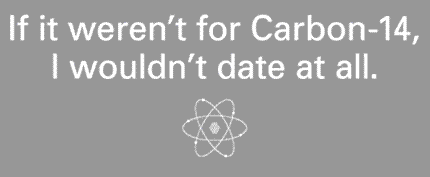 If it weren’t for Carbon-14,
I wouldn’t date at all.